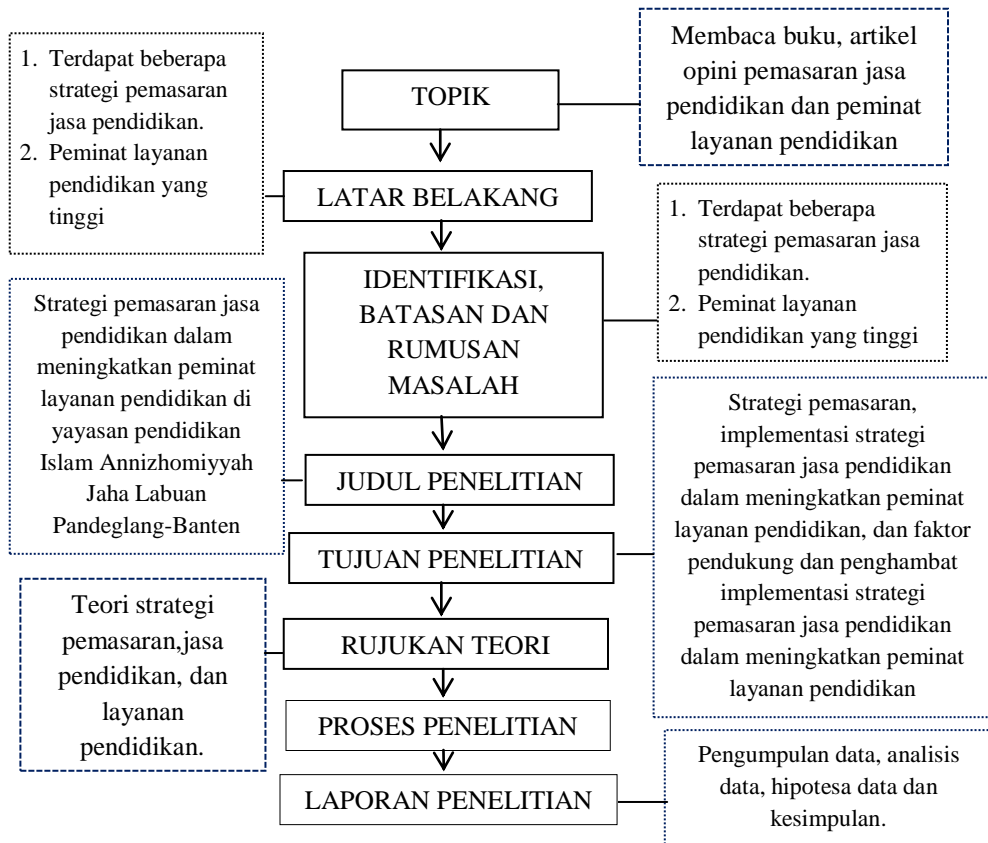 1. Terdapat beberapa
strategi pemasaran
jasa pendidikan.
2. Peminat layanan
pendidikan yang
tinggi
TOPIK
Membaca buku, artikel
opini pemasaran jasa
pendidikan dan peminat
layanan pendidikan
LATAR BELAKANG
1. Terdapat beberapa
strategi pemasaran jasa
pendidikan.
2. Peminat layanan
pendidikan yang tinggi
IDENTIFIKASI,
BATASAN DAN
RUMUSAN
MASALAH
Strategi pemasaran jasa
pendidikan dalam
meningkatkan peminat
layanan pendidikan di
yayasan pendidikan
Islam Annizhomiyyah
Jaha Labuan
Pandeglang-Banten
JUDUL PENELITIAN
Strategi pemasaran,
implementasi strategi
pemasaran jasa pendidikan
dalam meningkatkan peminat
layanan pendidikan, dan faktor
pendukung dan penghambat
implementasi strategi
pemasaran jasa pendidikan
dalam meningkatkan peminat
layanan pendidikan
TUJUAN PENELITIAN
Teori strategi
pemasaran,jasa
pendidikan, dan
layanan
pendidikan.
RUJUKAN TEORI
PROSES PENELITIAN
LAPORAN PENELITIAN
Pengumpulan data, analisis
data, hipotesa data dan
kesimpulan.